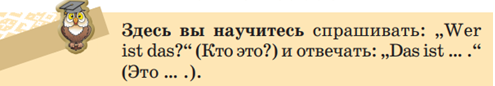 Здесь вы научитесь спрашивать: „Wer
ist das?“ (Кто это?) и отвечать: „Das ist ... .“
(Это ... .).